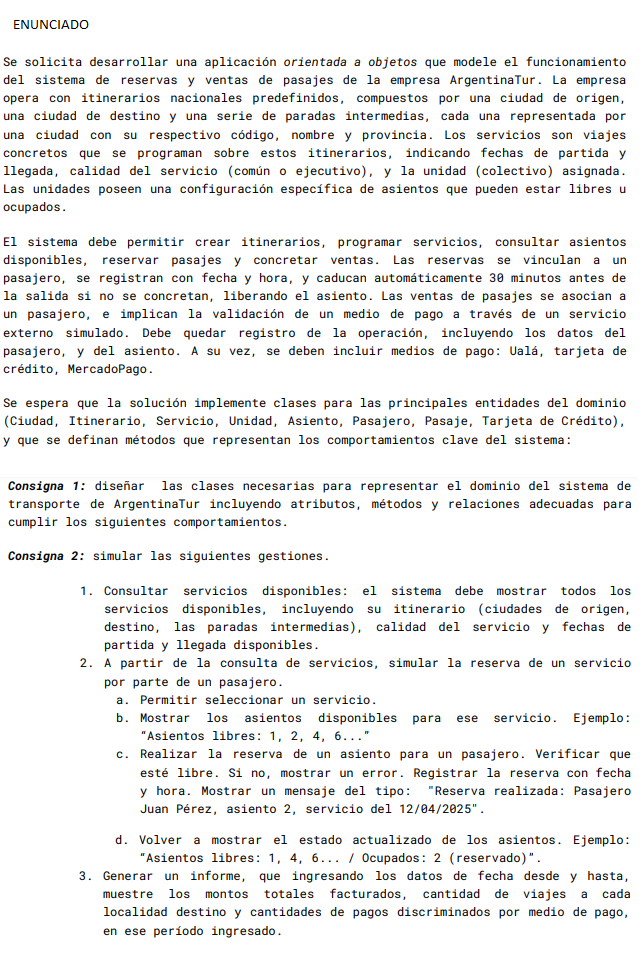 ENUNCIADO
Se solicita desarrollar una aplicación orientada a objetos que modele el funcionamiento
del sistema de reservas y ventas de pasajes de la empresa ArgentinaTur. La empresa
opera con itinerarios nacionales predefinidos, compuestos por una ciudad de origen,
una ciudad de destino y una serie de paradas intermedias, cada una representada por
una ciudad con su respectivo código, nombre y provincia. Los servicios son viajes
concretos que se programan sobre estos itinerarios, indicando fechas de partida y
llegada, calidad del servicio (común o ejecutivo), y la unidad (colectivo) asignada.
Las unidades poseen una configuración específica de asientos que pueden estar libres u
ocupados.
El sistema debe permitir crear itinerarios, programar servicios, consultar asientos
disponibles, reservar pasajes y concretar ventas. Las reservas se vinculan a un
pasajero, se registran con fecha y hora, y caducan automáticamente 30 minutos antes de
la salida si no se concretan, liberando el asiento. Las ventas de pasajes se asocian a
un pasajero, e implican la validación de un medio de pago a través de un servicio
externo simulado. Debe quedar registro de la operación, incluyendo los datos del
pasajero, y del asiento. A su vez, se deben incluir medios de pago: Ualá, tarjeta de
crédito, MercadoPago.
Se espera que la solución implemente clases para las principales entidades del dominio
(Ciudad, Itinerario, Servicio, Unidad, Asiento, Pasajero, Pasaje, Tarjeta de Crédito),
y que se definan métodos que representan los comportamientos clave del sistema:
Consigna 1: diseñar las clases necesarias para representar el dominio del sistema de
transporte de ArgentinaTur incluyendo atributos, métodos y relaciones adecuadas para
cumplir los siguientes comportamientos.
Consigna 2: simular las siguientes gestiones.
1. Consultar servicios disponibles: el sistema debe mostrar todos los
servicios disponibles, incluyendo su itinerario (ciudades de origen,
destino, las paradas intermedias), calidad del servicio y fechas de
partida y llegada disponibles.
2. A partir de la consulta de servicios, simular la reserva de un servicio
por parte de un pasajero.
a. Permitir seleccionar un servicio.
b. Mostrar los asientos disponibles para ese servicio. Ejemplo:
"Asientos libres: 1, 2, 4, 6..."
c. Realizar la reserva de un asiento para un pasajero. Verificar que
esté libre. Si no, mostrar un error. Registrar la reserva con fecha
y hora. Mostrar un mensaje del tipo: "Reserva realizada: Pasajero
Juan Pérez, asiento 2, servicio del 12/04/2025".
d. Volver a mostrar el estado actualizado de los asientos. Ejemplo:
"Asientos libres: 1, 4, 6... / Ocupados: 2 (reservado)".
3. Generar un informe, que ingresando los datos de fecha desde y hasta,
muestre los montos totales facturados, cantidad de viajes a cada
localidad destino y cantidades de pagos discriminados por medio de pago,
en ese período ingresado.